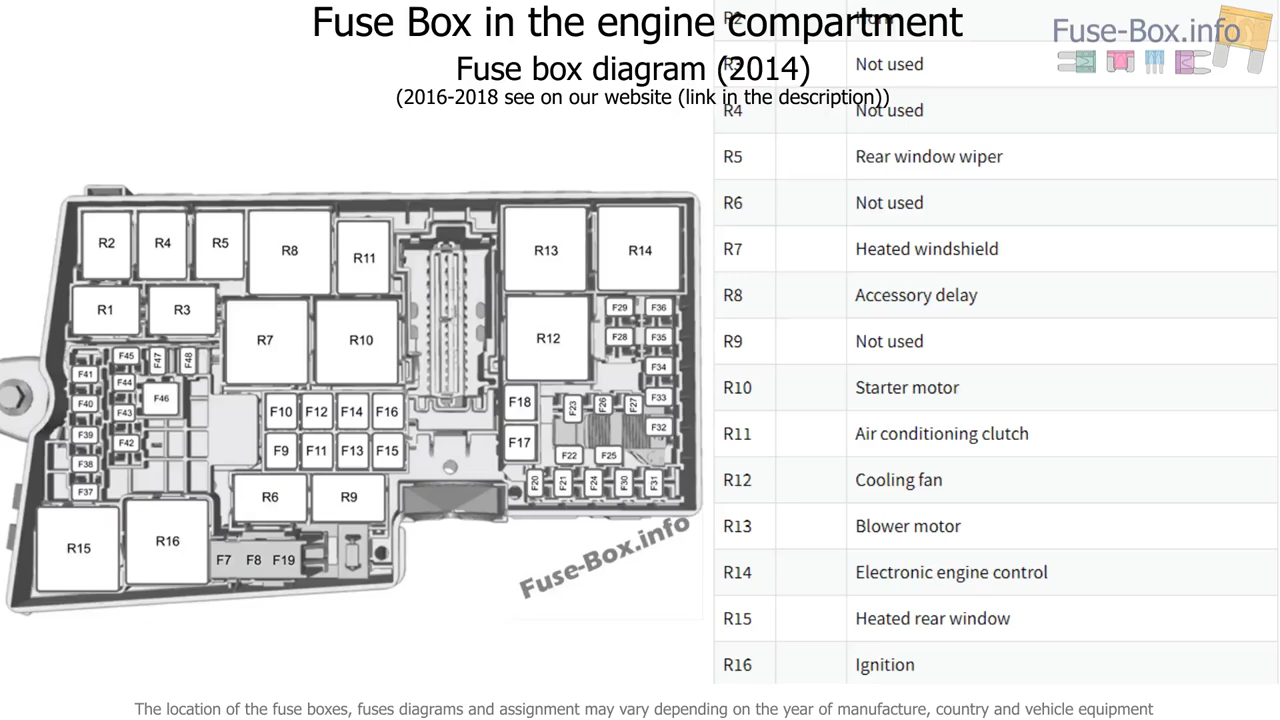 Fuse Box in the engine compartment
Fuse box diagram (2014)
(2016-2018 see on our website (link in the description))
Fuse-Box.info
R2 Horn
R3 Not used
R4 Not used
R5 Rear window wiper
R6 Not used
R7 Heated windshield
R8 Accessory delay
R9 Not used
R10 Starter motor
R11 Air conditioning clutch
R12 Cooling fan
R13 Blower motor
R14 Electronic engine control
R15 Heated rear window
R16 Ignition
R2 R4 R5 R8 R11 R13 R14
R1 R3 R7 R10 R12 F29 F36
F28 F35
F45 F47 F48
F41 F44 F46 F34
F40 F43 F10 F12 F14 F16 F18 F23 F26 F27 F33
F39 F42 F9 F11 F13 F15 F17 F32
F38 F22 F25
F37 R6 R9 F20 F21 F24 F30 F31
R15 R16 F7 F8 F19
Fuse-Box.info
The location of the fuse boxes, fuses diagrams and assignment may vary depending on the year of manufacture, country and vehicle equipment